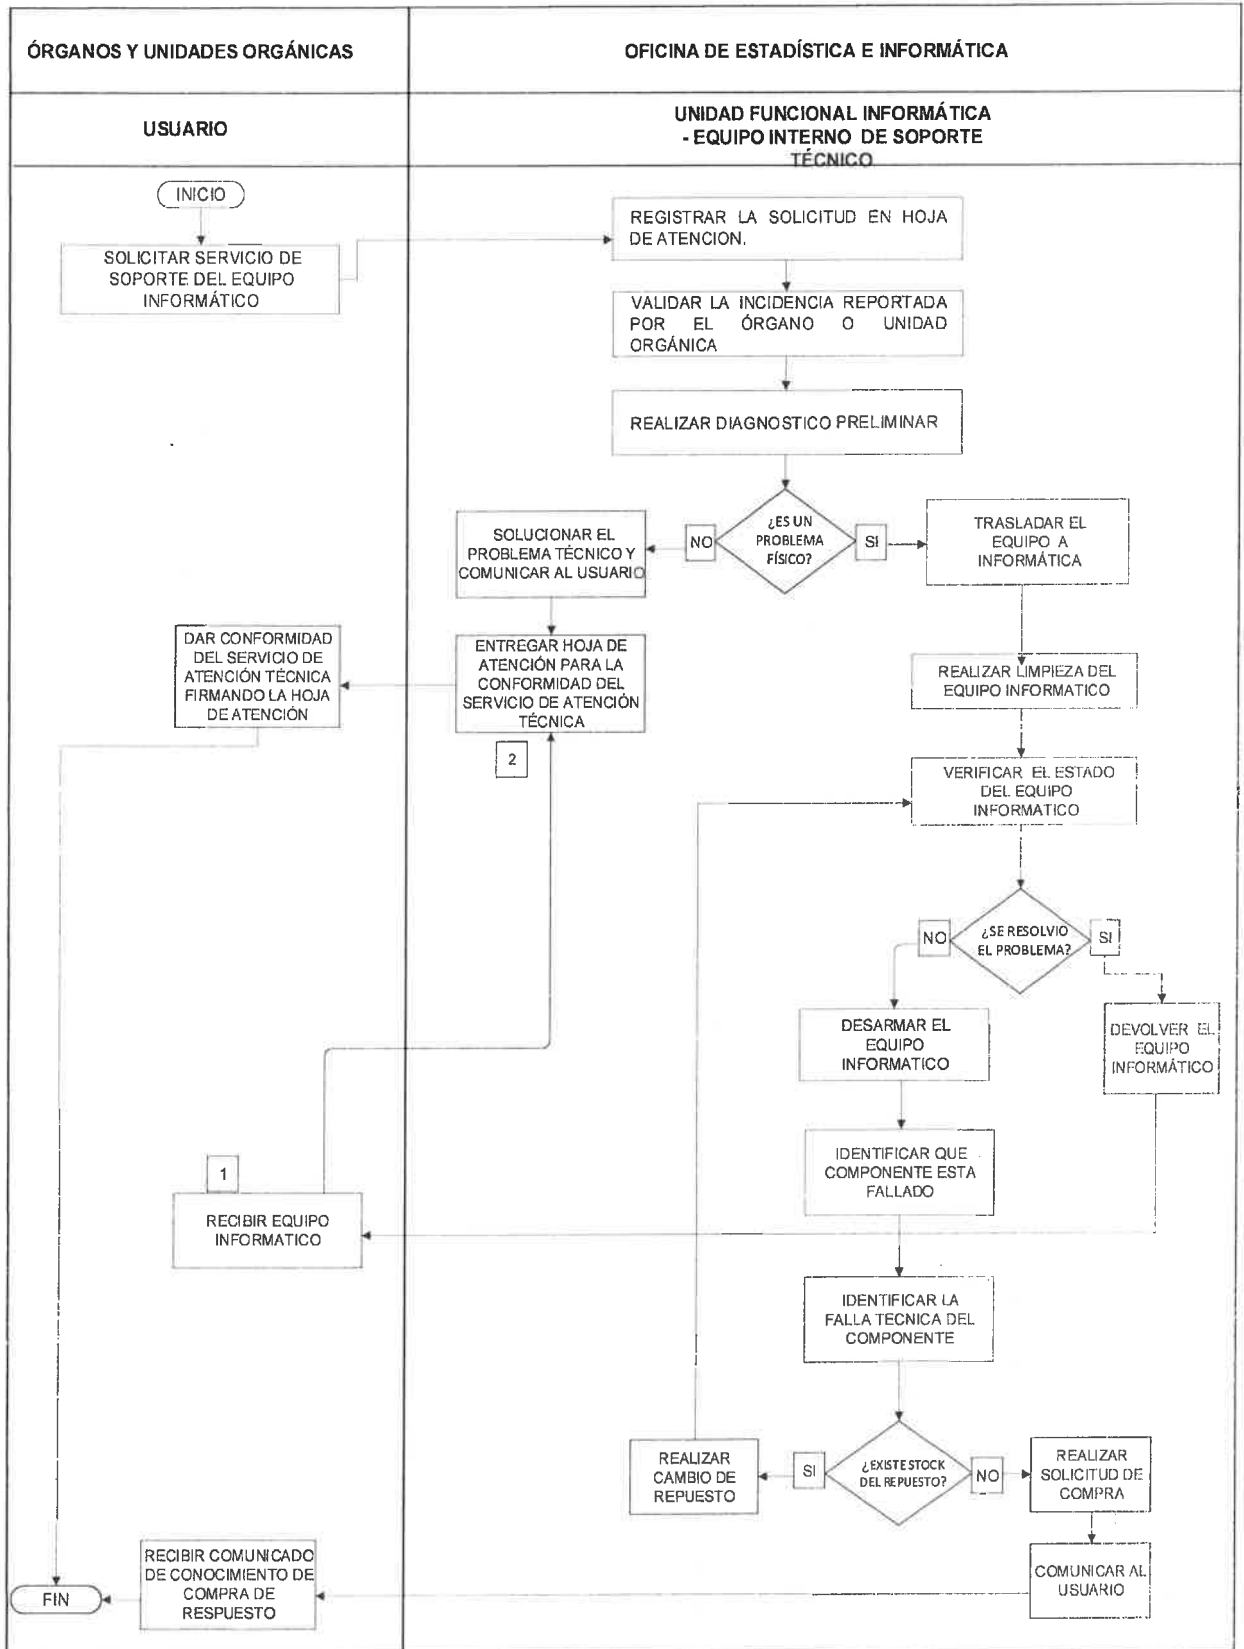 ÓRGANOS Y UNIDADES ORGÁNICAS
OFICINA DE ESTADÍSTICA E INFORMÁTICA
USUARIO
UNIDAD FUNCIONAL INFORMÁTICA
- EQUIPO INTERNO DE SOPORTE
TÉCNICO
INICIO
SOLICITAR SERVICIO DE
SOPORTE DEL EQUIPO
INFORMÁTICO
REGISTRAR LA SOLICITUD EN HOJA
DE ATENCION.
VALIDAR LA INCIDENCIA REPORTADA
POR EL ÓRGANO O UNIDAD
ORGÁNICA
REALIZAR DIAGNOSTICO PRELIMINAR
¿ES UN
PROBLEMA
FÍSICO?
NO
SI
SOLUCIONAR EL
PROBLEMA TÉCNICO Y
COMUNICAR AL USUARIO
TRASLADAR EL
EQUIPO A
INFORMÁTICA
DAR CONFORMIDAD
DEL SERVICIO DE
ATENCIÓN TÉCNICA
FIRMANDO LA HOJA
DE ATENCIÓN
ENTREGAR HOJA DE
ATENCIÓN PARA LA
CONFORMIDAD DEL
SERVICIO DE ATENCIÓN
TÉCNICA
2
REALIZAR LIMPIEZA DEL
EQUIPO INFORMATICO
VERIFICAR EL ESTADO
DEL EQUIPO
INFORMATICO
¿SE RESOLVIO
EL PROBLEMA?
NO
SI
DESARMAR EL
EQUIPO
INFORMATICO
DEVOLVER EL
EQUIPO
INFORMÁTICO
IDENTIFICAR QUE
COMPONENTE ESTA
FALLADO
1
RECIBIR EQUIPO
INFORMATICO
IDENTIFICAR LA
FALLA TECNICA DEL
COMPONENTE
¿EXISTE STOCK
DEL REPUESTO?
SI
NO
REALIZAR
CAMBIO DE
REPUESTO
REALIZAR
SOLICITUD DE
COMPRA
COMUNICAR AL
USUARIO
RECIBIR COMUNICADO
DE CONOCIMIENTO DE
COMPRA DE
RESPUESTO
FIN